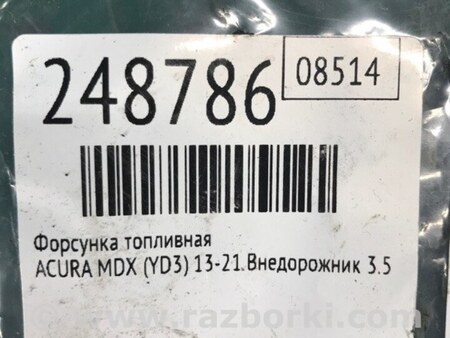 248786
08514
Форсунка топливная
ACURA MDX (YD3) 13-21.Внедорожник 3.5
www.razborki.com